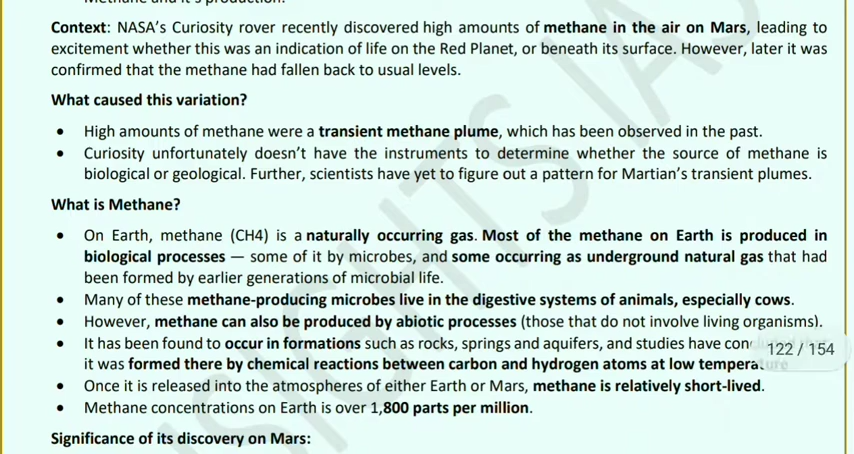 Methane and it's production.
Context: NASA's Curiosity rover recently discovered high amounts of methane in the air on Mars, leading to
excitement whether this was an indication of life on the Red Planet, or beneath its surface. However, later it was
confirmed that the methane had fallen back to usual levels.
What caused this variation?
• High amounts of methane were a transient methane plume, which has been observed in the past.
• Curiosity unfortunately doesn't have the instruments to determine whether the source of methane is
biological or geological. Further, scientists have yet to figure out a pattern for Martian's transient plumes.
What is Methane?
• On Earth, methane (CH4) is a naturally occurring gas. Most of the methane on Earth is produced in
biological processes — some of it by microbes, and some occurring as underground natural gas that had
been formed by earlier generations of microbial life.
• Many of these methane-producing microbes live in the digestive systems of animals, especially cows.
• However, methane can also be produced by abiotic processes (those that do not involve living organisms).
• It has been found to occur in formations such as rocks, springs and aquifers, and studies have
122 / 154
it was formed there by chemical reactions between carbon and hydrogen atoms at low temperature
• Once it is released into the atmospheres of either Earth or Mars, methane is relatively short-lived.
• Methane concentrations on Earth is over 1,800 parts per million.
Significance of its discovery on Mars:
INSIGHTS IAS